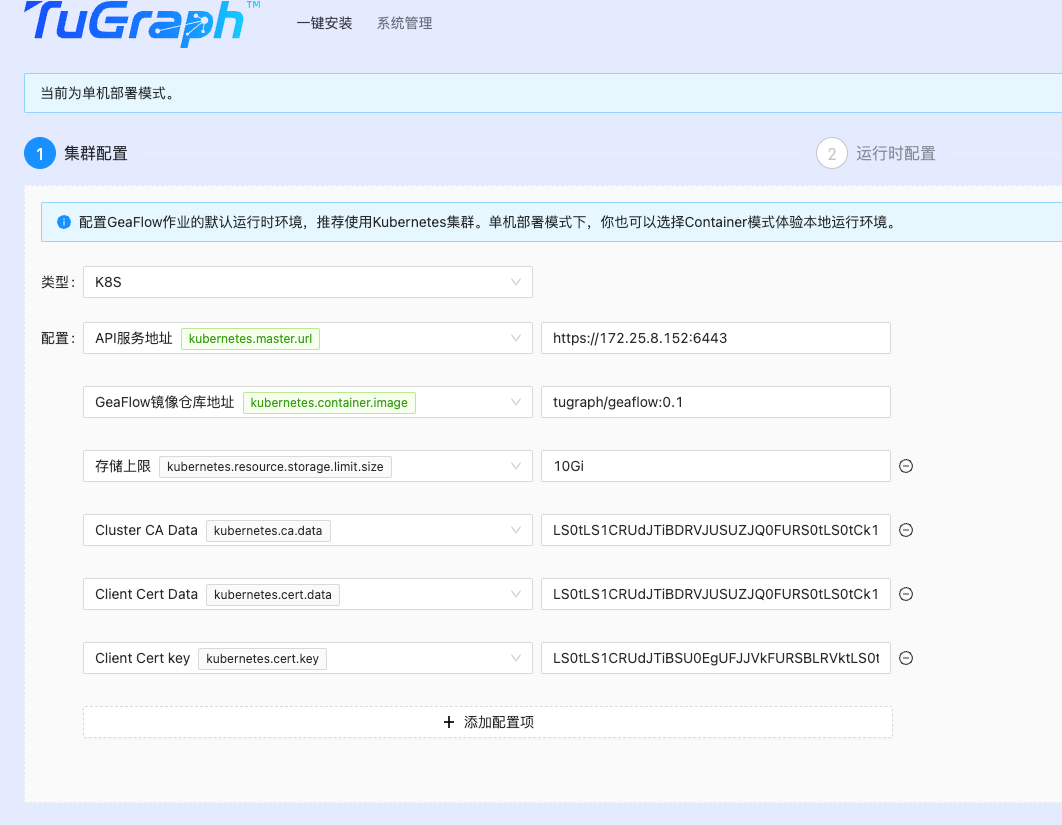 TuGraph™ 一键安装 系统管理
当前为单机部署模式。
1 集群配置 2 运行时配置
配置GeaFlow作业的默认运行时环境，推荐使用Kubernetes集群。单机部署模式下，你也可以选择Container模式体验本地运行环境。
类型: K8S
配置: API服务地址 kubernetes.master.url https://172.25.8.152:6443
GeaFlow镜像仓库地址 kubernetes.container.image tugraph/geaflow:0.1
存储上限 kubernetes.resource.storage.limit.size 10Gi
Cluster CA Data kubernetes.ca.data LS0tLS1CRUdJTiBDRVJUSUZJQ0FURS0tLS0tCk1
Client Cert Data kubernetes.cert.data LS0tLS1CRUdJTiBDRVJUSUZJQ0FURS0tLS0tCk1
Client Cert key kubernetes.cert.key LS0tLS1CRUdJTiBSU0EgUFJJVkFURSBLRVktLS0t
+ 添加配置项